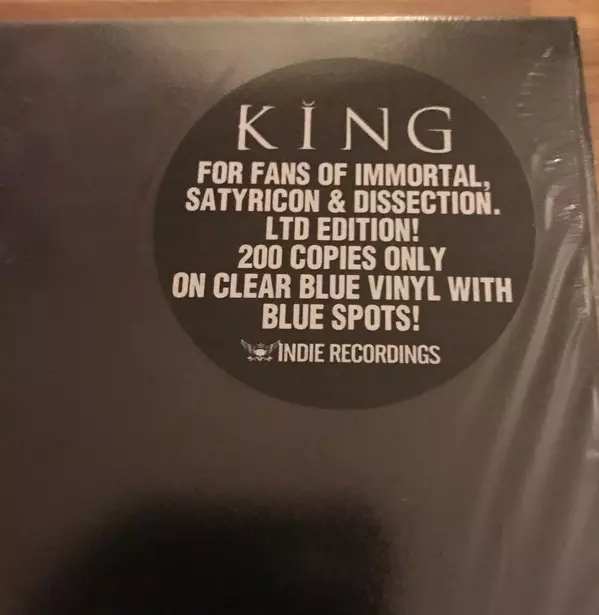 KĬNG
FOR FANS OF IMMORTAL,
SATYRICON & DISSECTION.
LTD EDITION!
200 COPIES ONLY
ON CLEAR BLUE VINYL WITH
BLUE SPOTS!
INDIE RECORDINGS